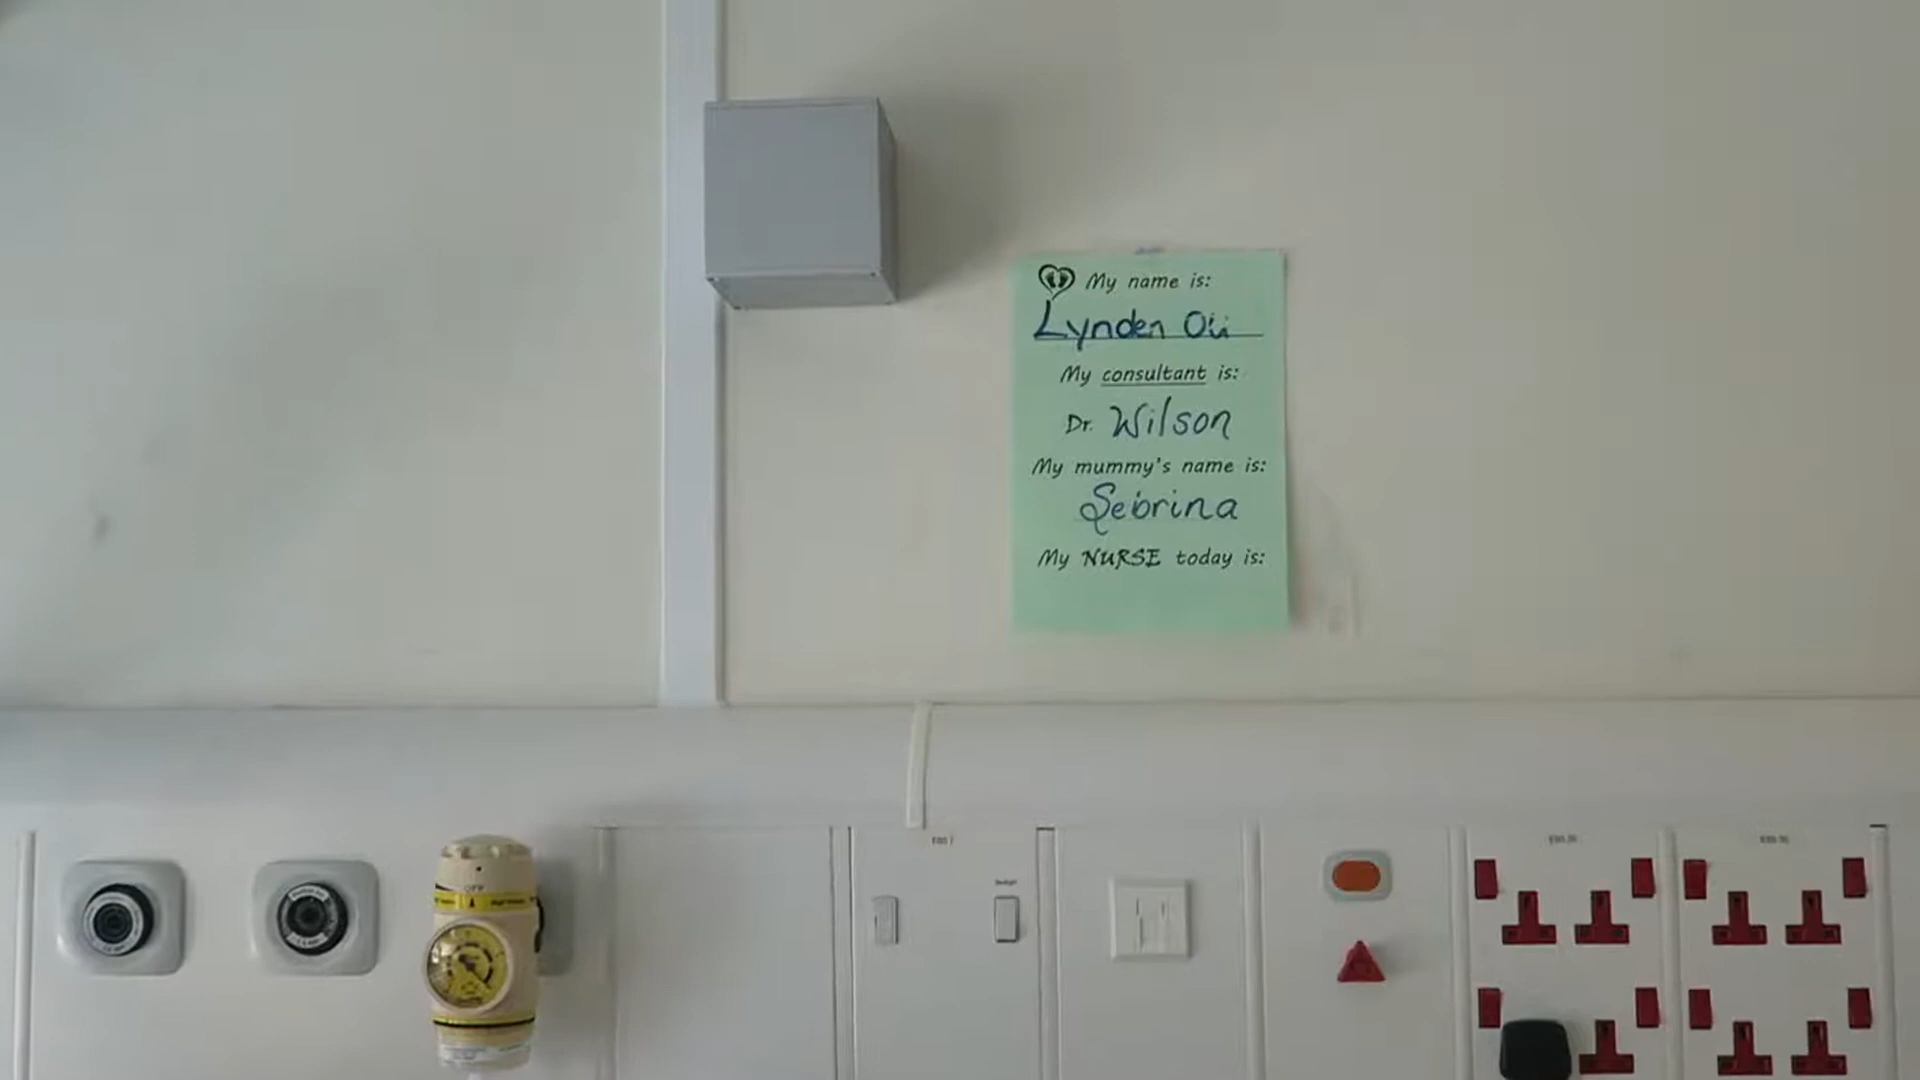 My name is:
Lynden Oli
My consultant is:
Dr. Wilson
My mummy's name is:
Sebrina
My NURSE today is:
OFF